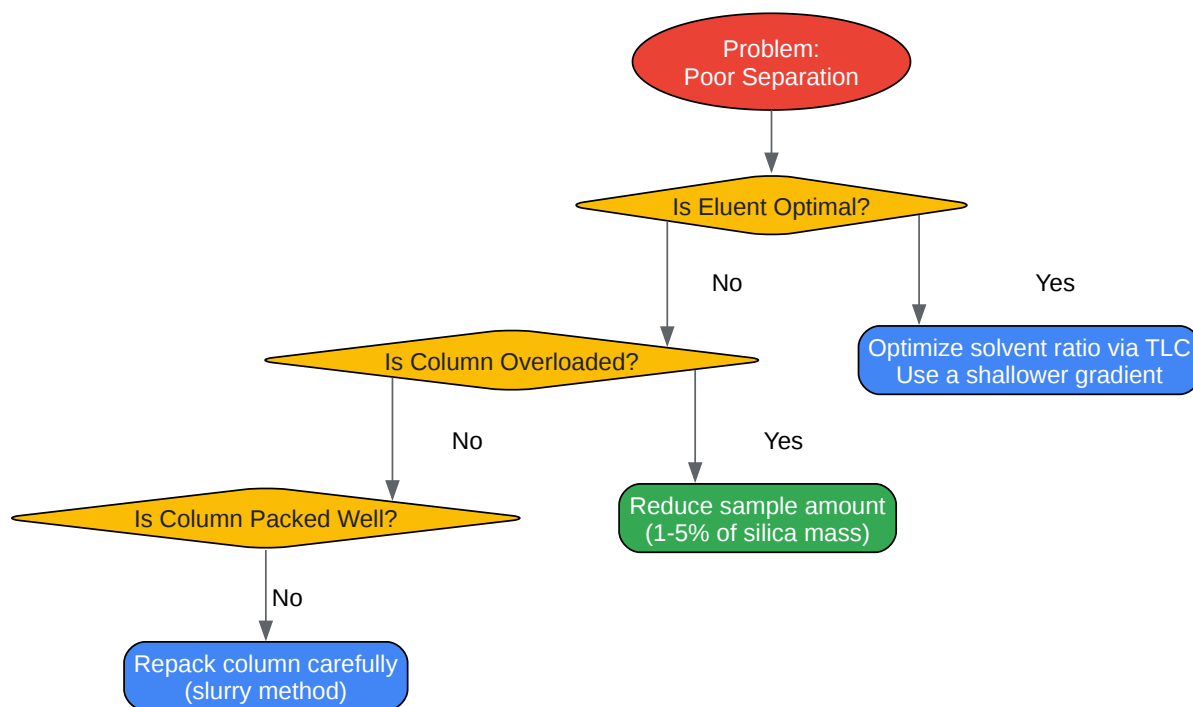 Problem:
Poor Separation
Is Eluent Optimal?
No
Yes
Is Column Overloaded?
Optimize solvent ratio via TLC
Use a shallower gradient
No
Yes
Is Column Packed Well?
Reduce sample amount
(1-5% of silica mass)
No
Repack column carefully
(slurry method)